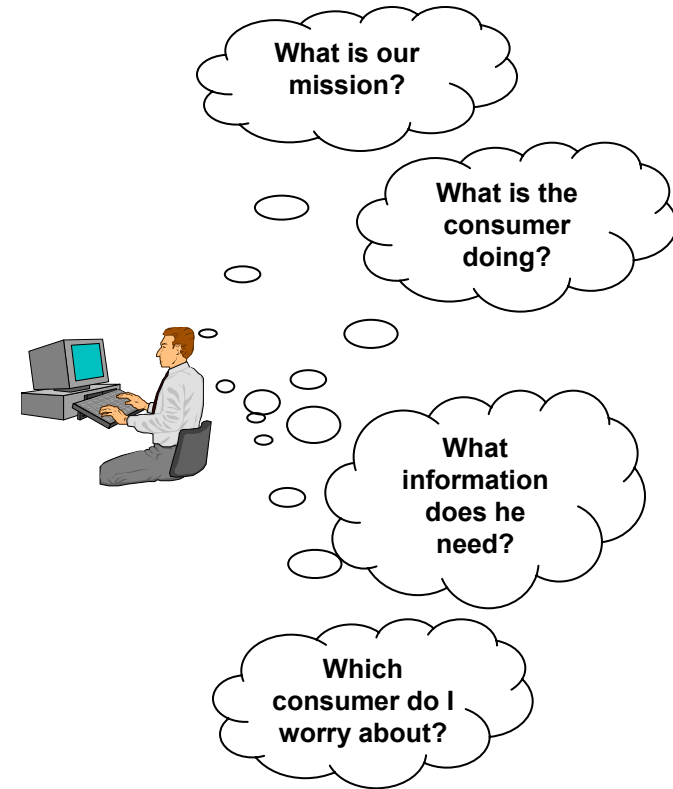 What is our
mission?
What is the
consumer
doing?
What
information
does he
need?
Which
consumer do I
worry about?